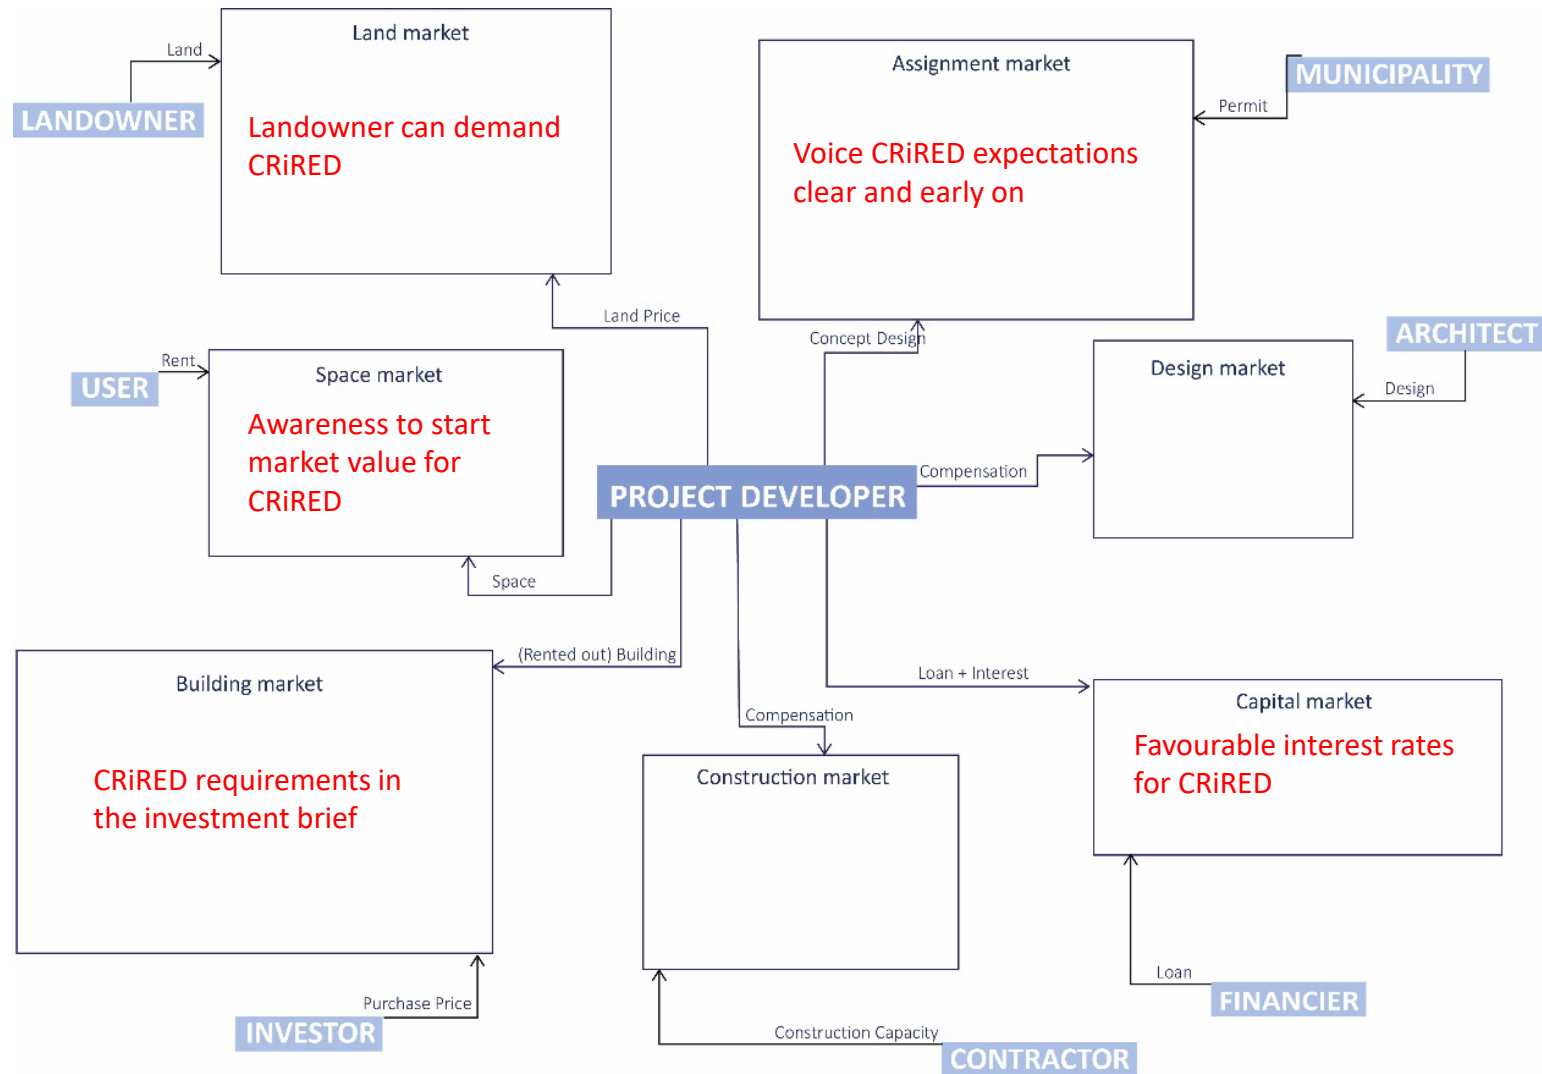 Land market
Land
LANDOWNER
Landowner can demand
CRiRED
Land Price
Assignment market
MUNICIPALITY
Permit
Voice CRiRED expectations
clear and early on
Concept Design
ARCHITECT
Design market
Design
Rent
USER
Space market
Awareness to start
market value for
CRiRED
Compensation
PROJECT DEVELOPER
Space
(Rented out) Building
Building market
CRiRED requirements in
the investment brief
Loan + Interest
Capital market
Favourable interest rates
for CRiRED
Compensation
Construction market
Loan
FINANCIER
Purchase Price
INVESTOR
Construction Capacity
CONTRACTOR